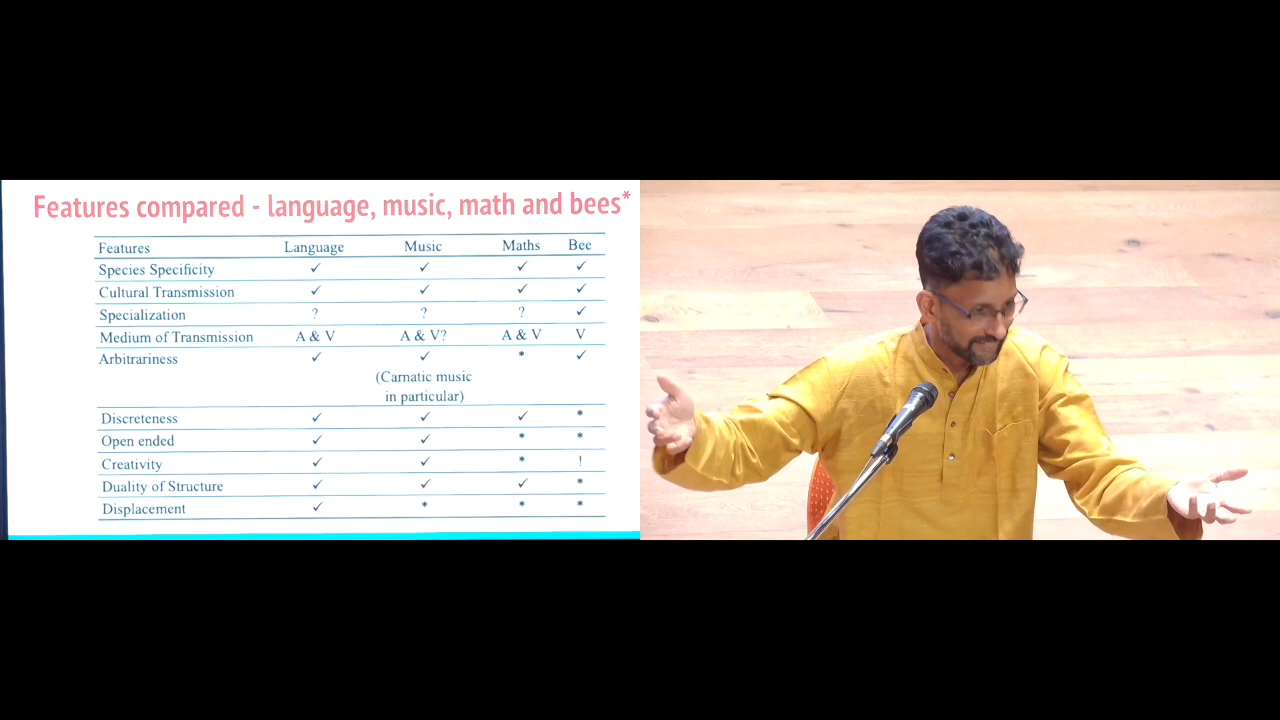 Features compared - language, music, math and bees*
Features Language Music Maths Bee
Species Specificity ✓ ✓ ✓ ✓
Cultural Transmission ✓ ✓ ✓ ✓
Specialization ? ? ? ✓
Medium of Transmission A & V A & V? A & V V
Arbitrariness ✓ ✓ * ✓
(Carnatic music
in particular)
Discreteness ✓ ✓ ✓ *
Open ended ✓ ✓ * *
Creativity ✓ ✓ * !
Duality of Structure ✓ ✓ ✓ *
Displacement ✓ * * *